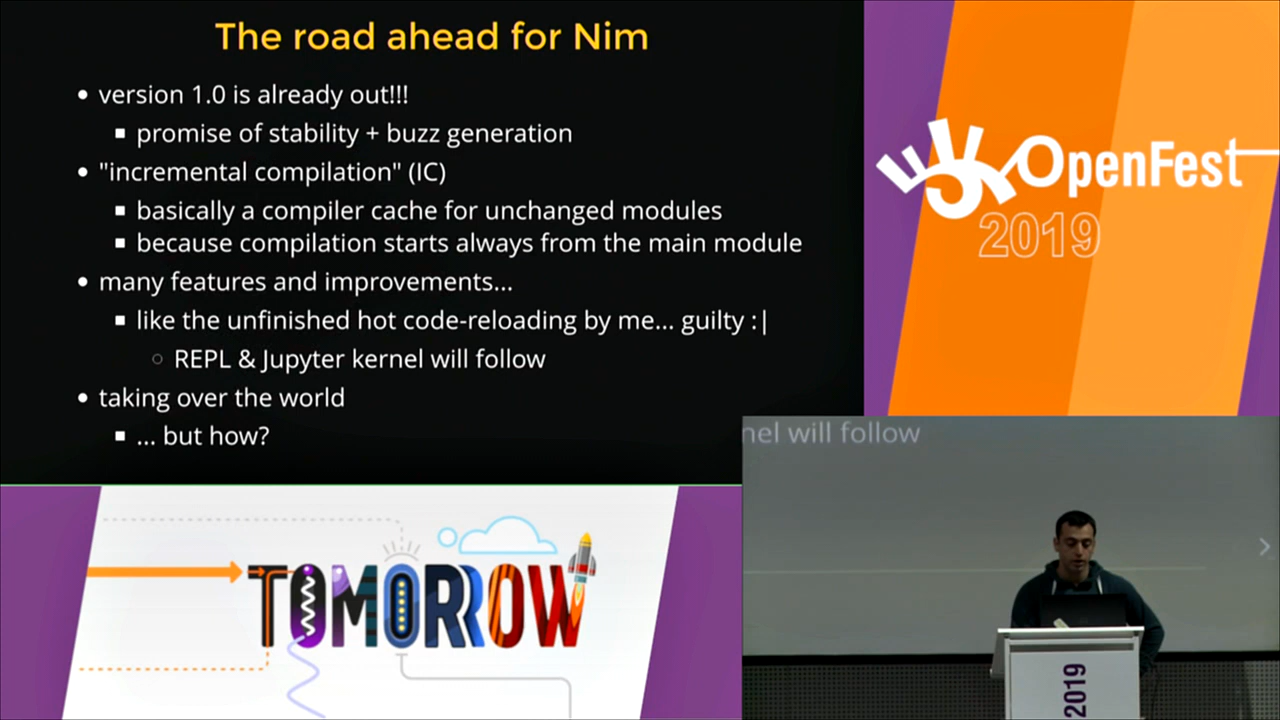 The road ahead for Nim
version 1.0 is already out!!!
promise of stability + buzz generation
"incremental compilation" (IC)
basically a compiler cache for unchanged modules
because compilation starts always from the main module
many features and improvements...
like the unfinished hot code-reloading by me... guilty :|
REPL & Jupyter kernel will follow
taking over the world
... but how?
OpenFest
2019
nel will follow
TOMORROW
2019